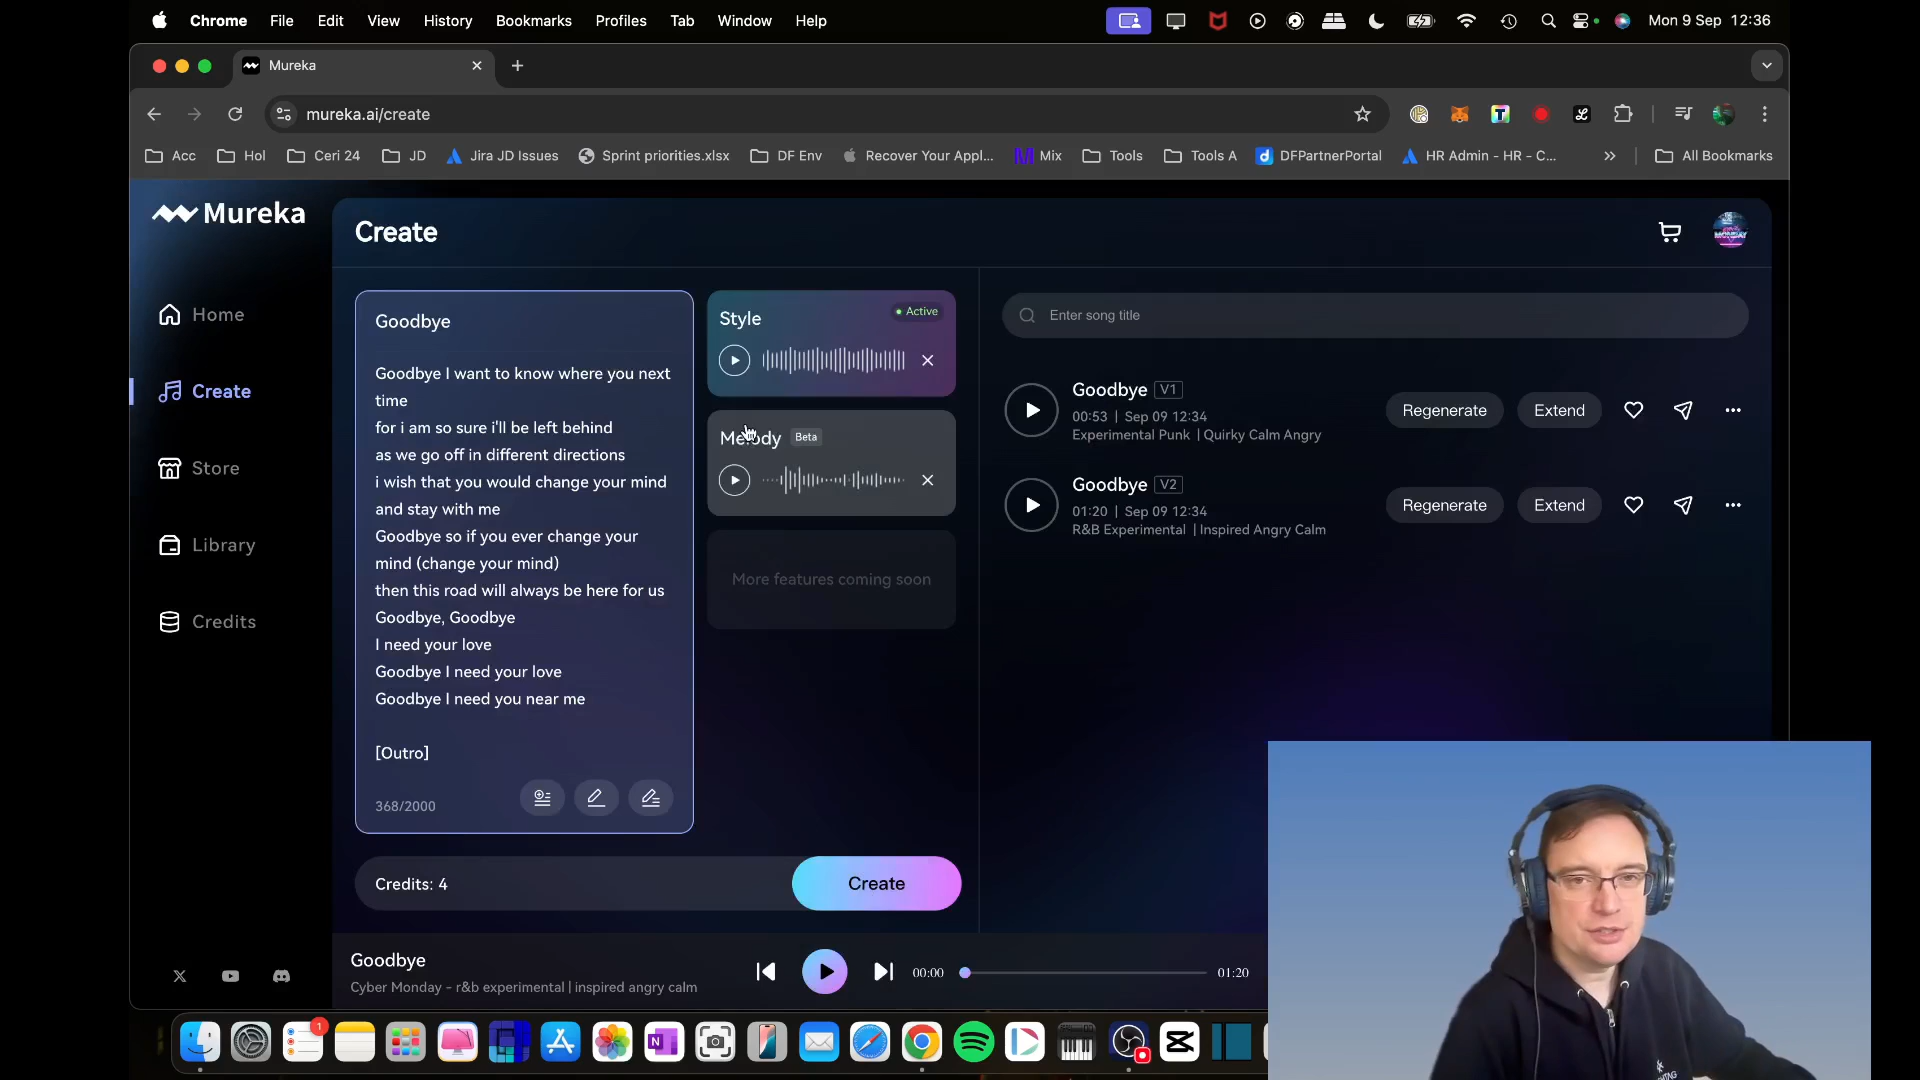 Chrome File Edit View History Bookmarks Profiles Tab Window Help Mon 9 Sep 12:36
Mureka
mureka.ai/create
Acc Hol Ceri 24 JD Jira JD Issues Sprint priorities.xlsx DF Env Recover Your Appl... Mix Tools Tools A DFPartnerPortal HR Admin - HR - C... All Bookmarks
Mureka
Home
Create
Store
Library
Credits
Create
Goodbye
Goodbye I want to know where you next
time
for i am so sure i'll be left behind
as we go off in different directions
i wish that you would change your mind
and stay with me
Goodbye so if you ever change your
mind (change your mind)
then this road will always be here for us
Goodbye, Goodbye
I need your love
Goodbye I need your love
Goodbye I need you near me
[Outro]
368/2000
Style
Active
Melody Beta
More features coming soon
Credits: 4
Create
Enter song title
Goodbye V1
00:53 | Sep 09 12:34
Experimental Punk | Quirky Calm Angry
Regenerate Extend
Goodbye V2
01:20 | Sep 09 12:34
R&B Experimental | Inspired Angry Calm
Regenerate Extend
Goodbye
Cyber Monday - r&b experimental | inspired angry calm
00:00 01:20
1